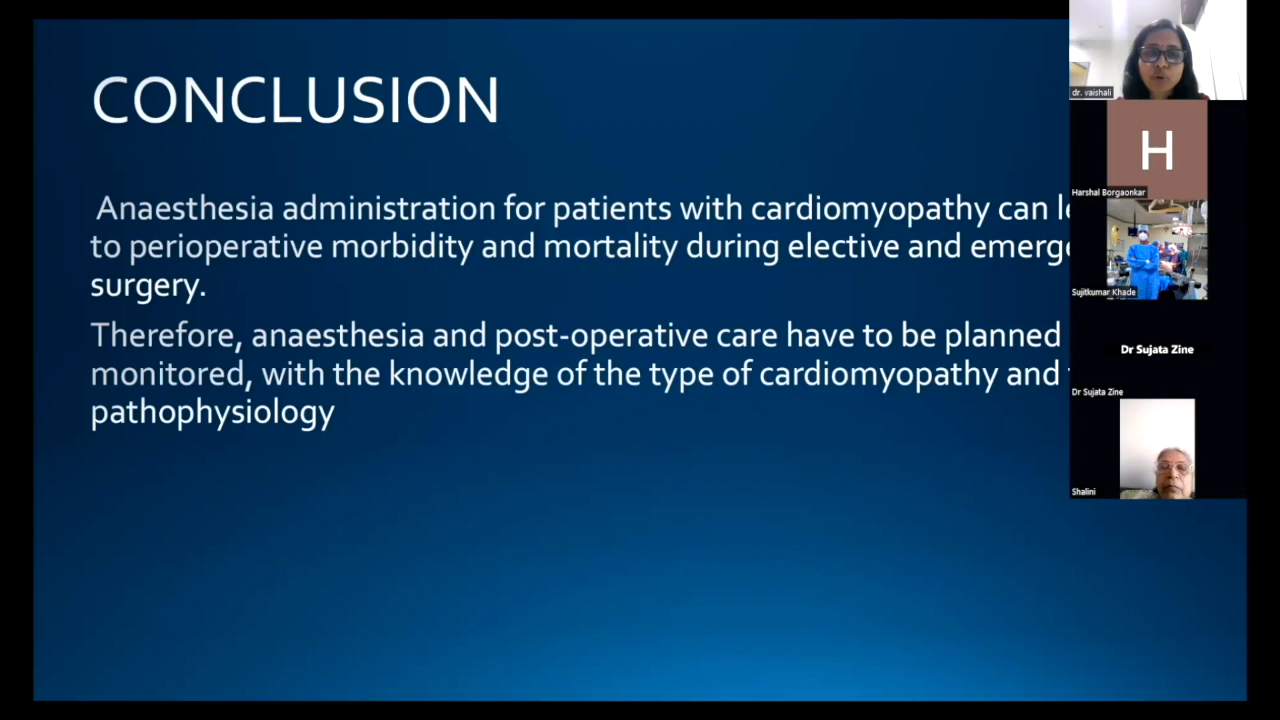 CONCLUSION
Anaesthesia administration for patients with cardiomyopathy can
to perioperative morbidity and mortality during elective and
surgery.
Therefore, anaesthesia and post-operative care have to be planned
monitored, with the knowledge of the type of cardiomyopathy and
pathophysiology
dr. vaishali
H
Harshal Borgaonkar
Sujitkumar Khade
Dr Sujata Zine
Dr Sujata Zine
Shalini